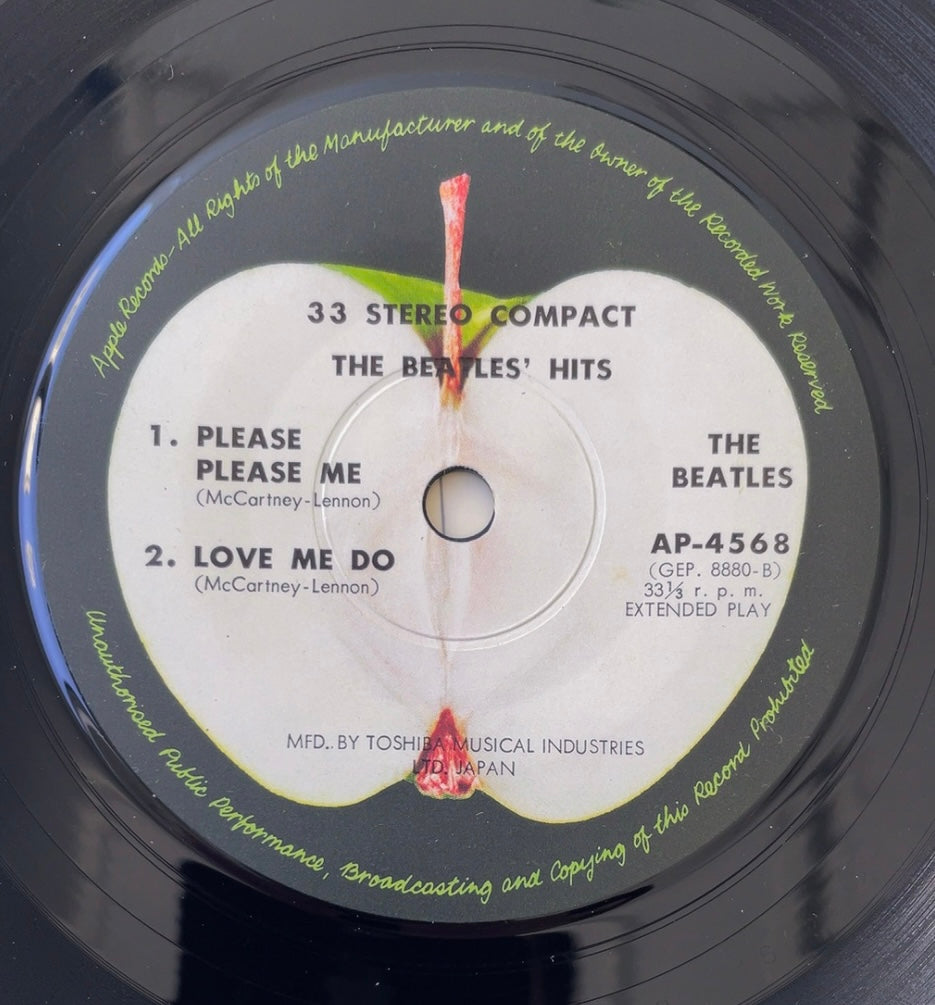 Apple Records-All Rights of the Manufacturer and of the Owner of the Recorded Work Reserved
33 STEREO COMPACT
THE BEATLES' HITS
1. PLEASE
PLEASE ME
(McCartney-Lennon)
2. LOVE ME DO
(McCartney-Lennon)
THE
BEATLES
AP-4568
(GEP. 8880-B)
33⅓ r. p. m.
EXTENDED PLAY
MFD.. BY TOSHIBA MUSICAL INDUSTRIES
LTD. JAPAN
Unauthorised Public Performance, Broadcasting and Copying of this Record Prohibited